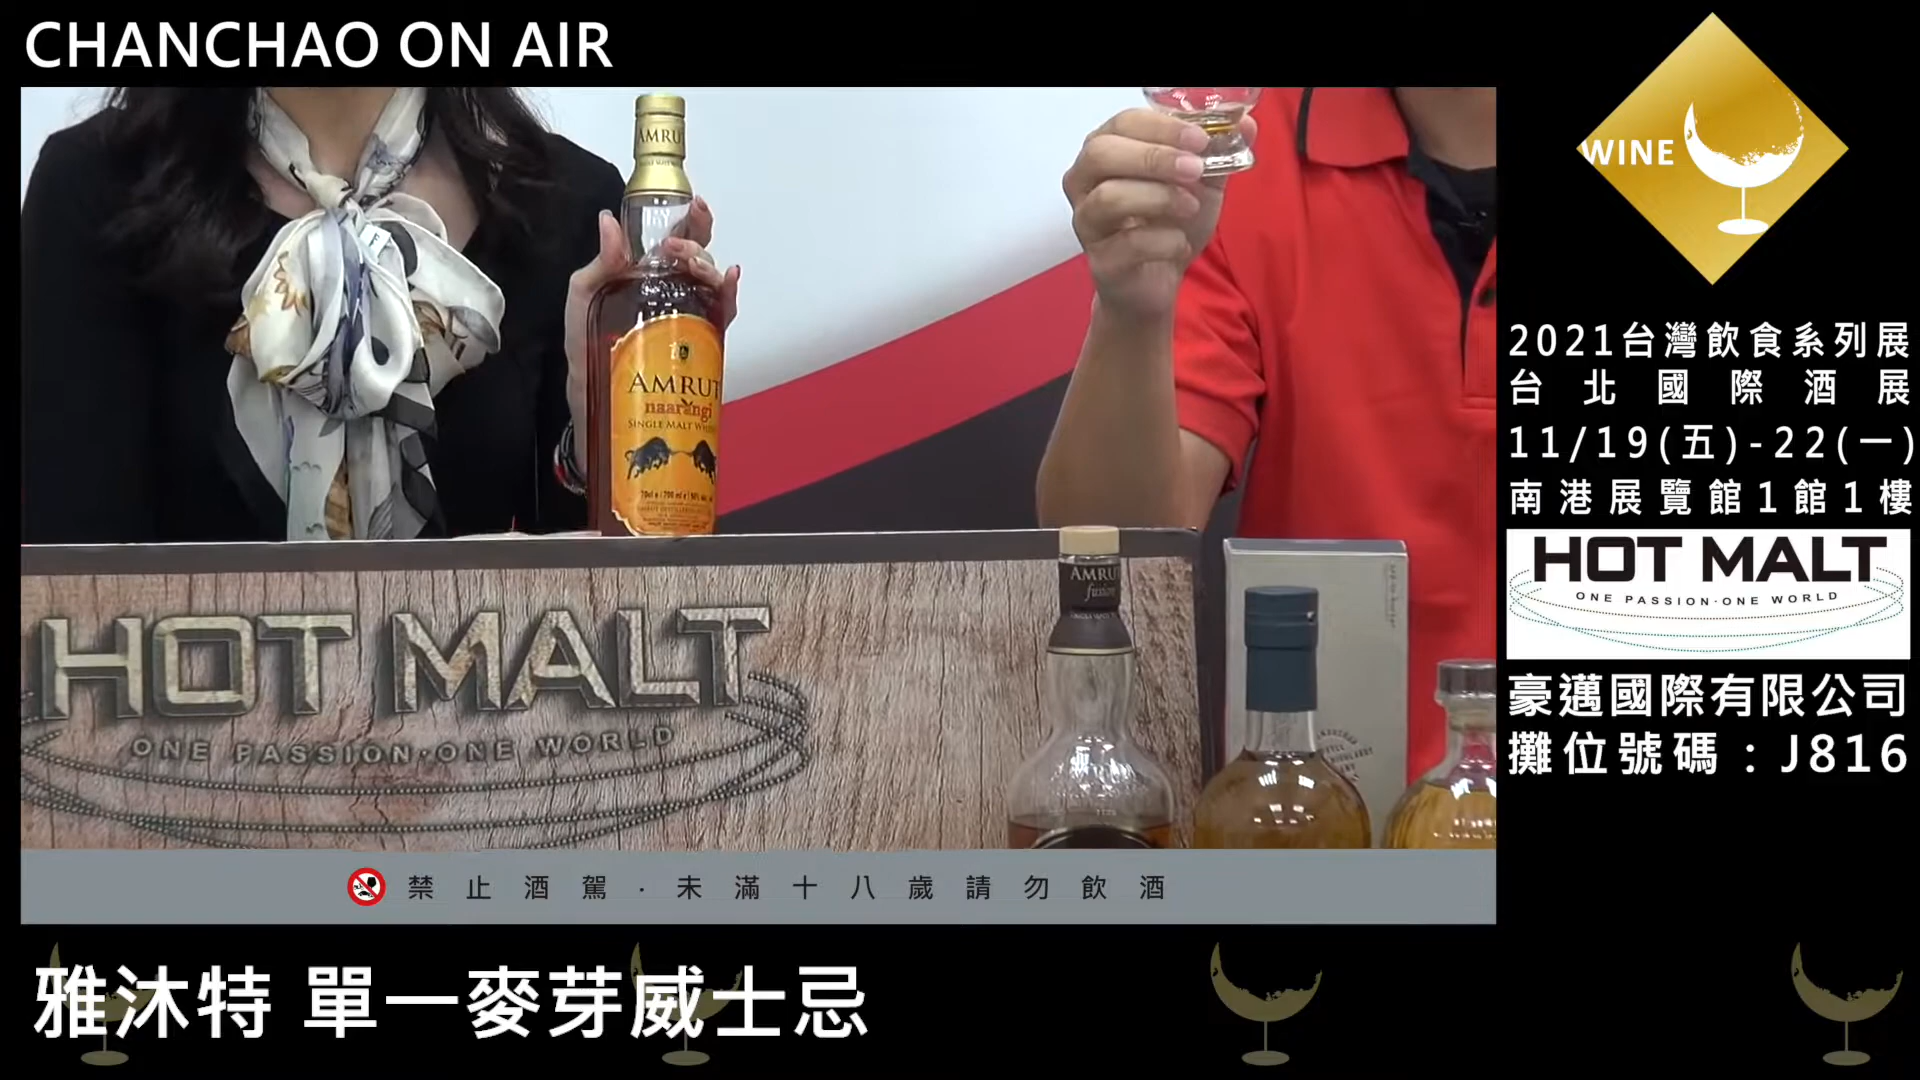 CHANCHAO ON AIR
WINE
AMRUT
AMRUT
naarangi
SINGLE MALT WHISKY
2021台灣飲食系列展
台北國際酒展
11/19(五)-22(一)
南港展覽館1館1樓
HOT MALT
ONE PASSION·ONE WORLD
豪邁國際有限公司
攤位號碼：J816
HOT MALT
ONE PASSION·ONE WORLD
AMRUT
fusion
禁止酒駕·未滿十八歲請勿飲酒
雅沐特 單一麥芽威士忌